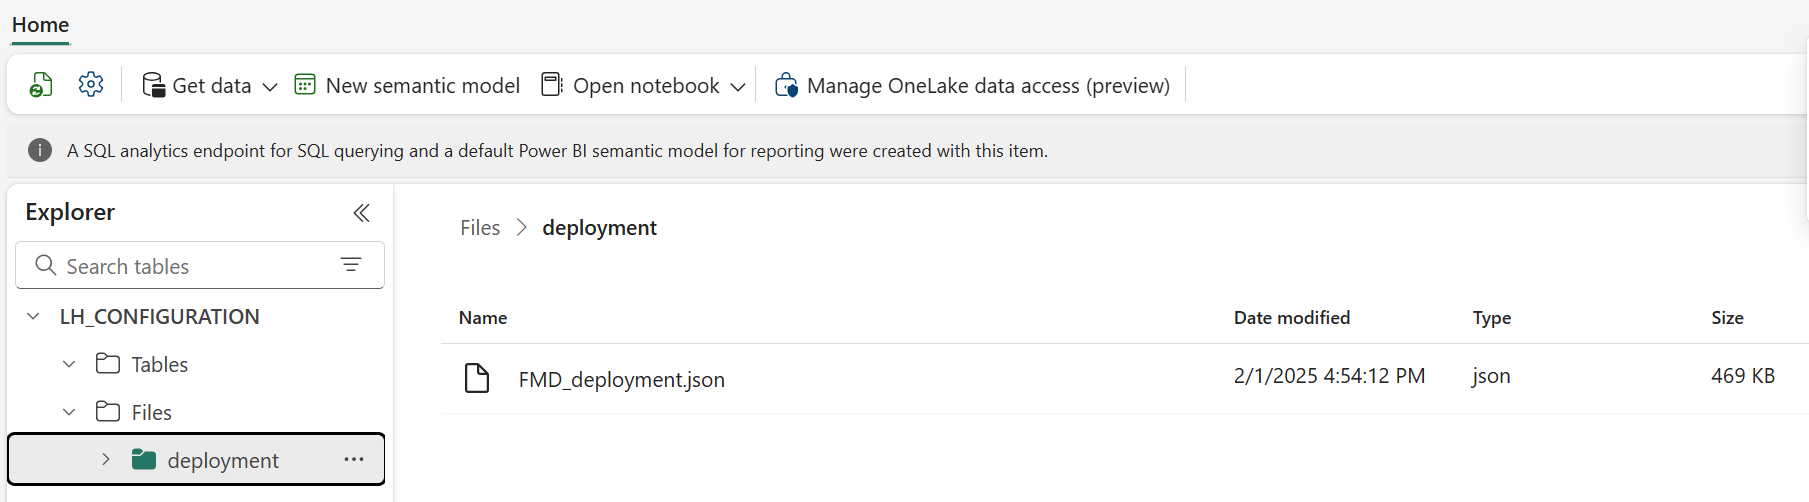 Home
Get data New semantic model Open notebook Manage OneLake data access (preview)
A SQL analytics endpoint for SQL querying and a default Power BI semantic model for reporting were created with this item.
Explorer
Search tables
LH_CONFIGURATION
Tables
Files
deployment
Files > deployment
Name Date modified Type Size
FMD_deployment.json 2/1/2025 4:54:12 PM json 469 KB